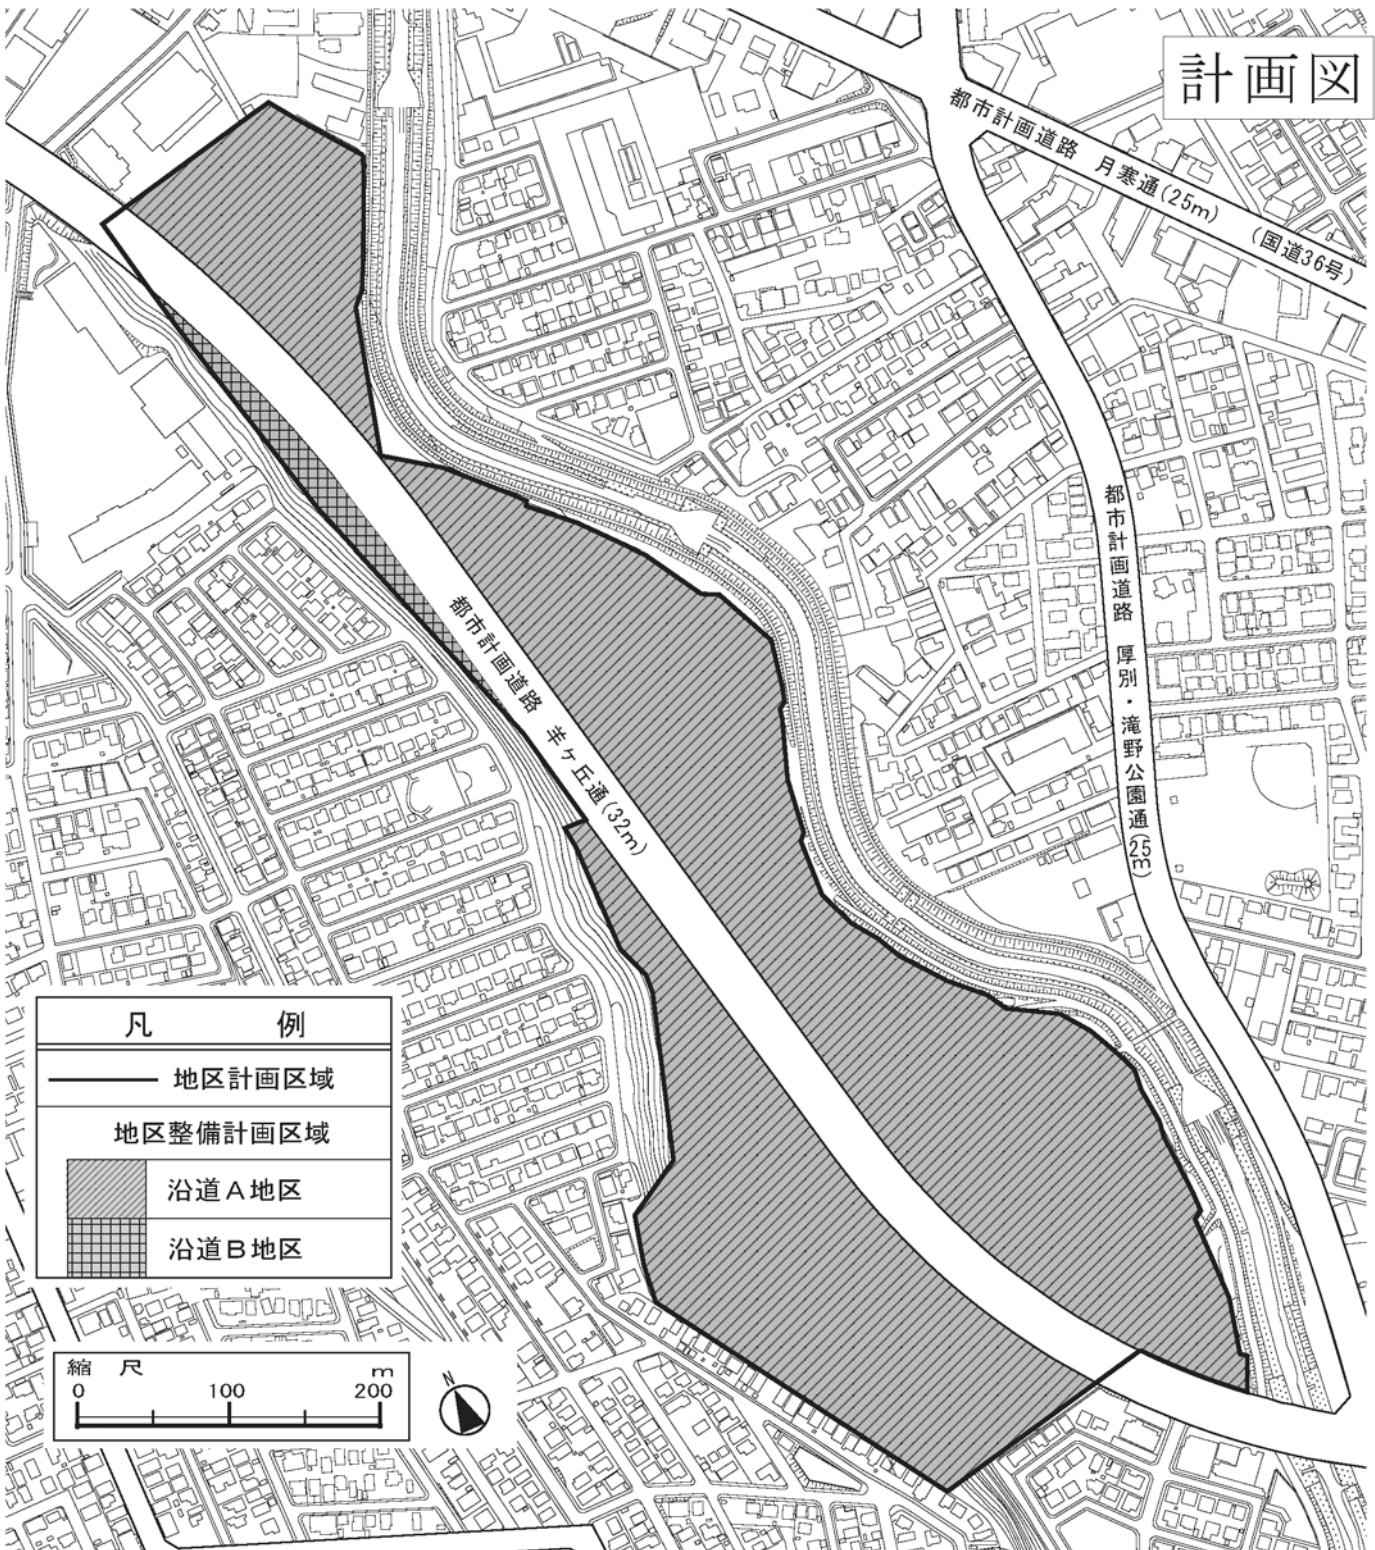 計画図
都市計画道路 月寒通(25m)
(国道36号)
都市計画道路 厚別・滝野公園通(25m)
都市計画道路 羊ケ丘通(32m)
凡 例
地区計画区域
地区整備計画区域
沿道A地区
沿道B地区
縮 尺 m
0 100 200
N